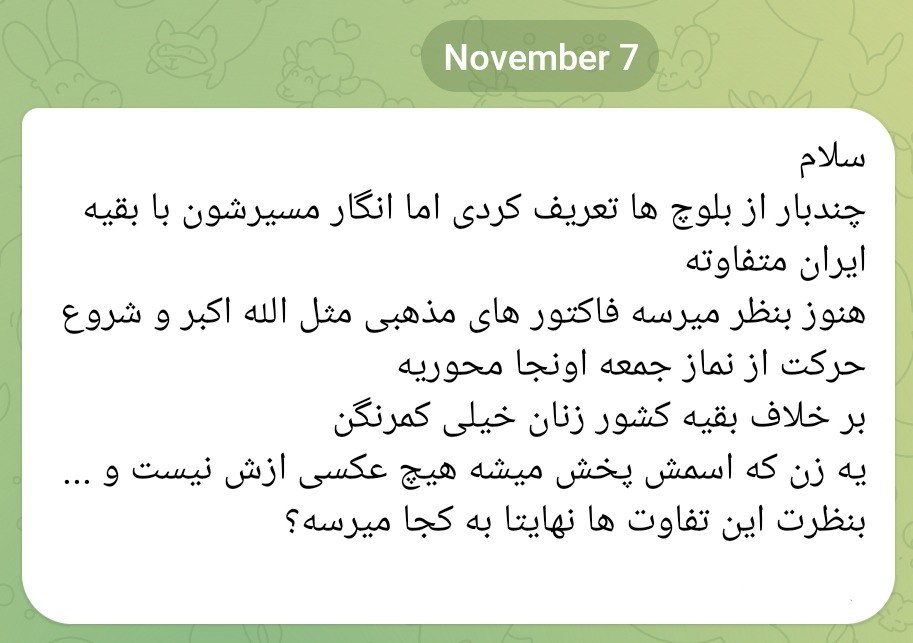 November 7
سلام
چندبار از بلوچ ها تعریف کردی اما انگار مسیرشون با بقیه
ایران متفاوته
هنوز بنظر میرسه فاکتور های مذهبی مثل الله اکبر و شروع
حرکت از نماز جمعه اونجا محوریه
بر خلاف بقیه کشور زنان خیلی کمرنگن
یه زن که اسمش پخش میشه هیچ عکسی ازش نیست و ...
بنظرت این تفاوت ها نهایتا به کجا میرسه؟